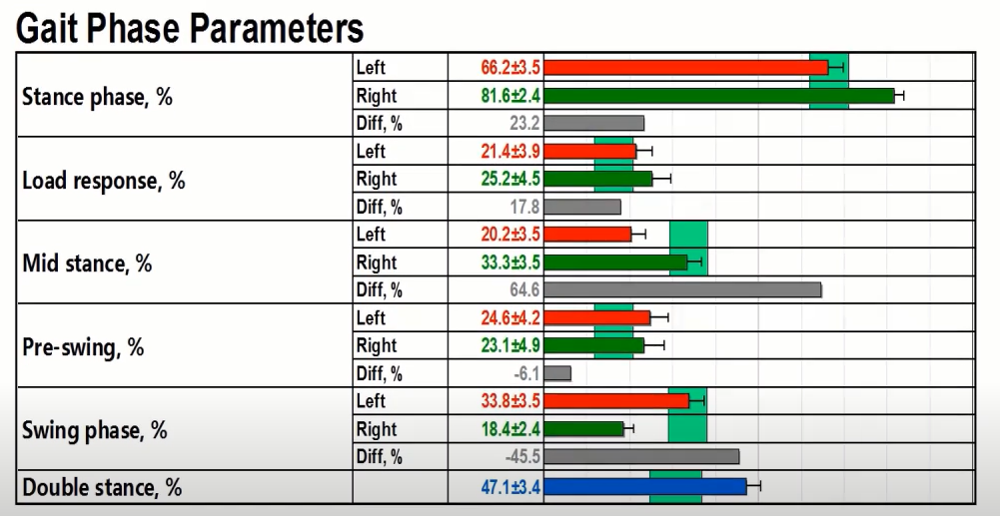 Gait Phase Parameters
Stance phase, %
Left 66.2±3.5
Right 81.6±2.4
Diff, % 23.2
Load response, %
Left 21.4±3.9
Right 25.2±4.5
Diff, % 17.8
Mid stance, %
Left 20.2±3.5
Right 33.3±3.5
Diff, % 64.6
Pre-swing, %
Left 24.6±4.2
Right 23.1±4.9
Diff, % -6.1
Swing phase, %
Left 33.8±3.5
Right 18.4±2.4
Diff, % -45.5
Double stance, % 47.1±3.4